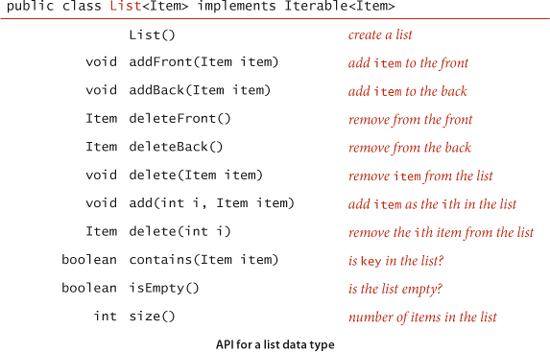 public class List<Item> implements Iterable<Item>
List() create a list
void addFront(Item item) add item to the front
void addBack(Item item) add item to the back
Item deleteFront() remove from the front
Item deleteBack() remove from the back
void delete(Item item) remove item from the list
void add(int i, Item item) add item as the ith in the list
Item delete(int i) remove the ith item from the list
boolean contains(Item item) is key in the list?
boolean isEmpty() is the list empty?
int size() number of items in the list
API for a list data type